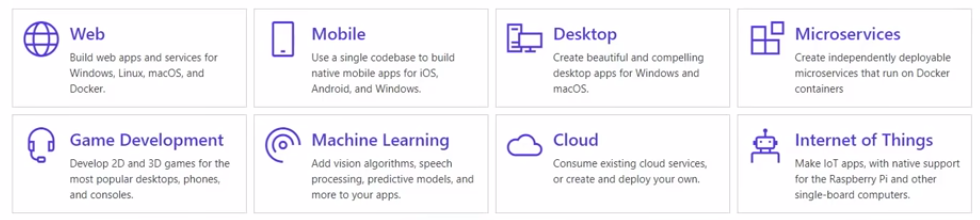 Web
Build web apps and services for
Windows, Linux, macOS, and
Docker.
Mobile
Use a single codebase to build
native mobile apps for iOS,
Android, and Windows.
Desktop
Create beautiful and compelling
desktop apps for Windows and
macOS.
Microservices
Create independently deployable
microservices that run on Docker
containers
Game Development
Develop 2D and 3D games for the
most popular desktops, phones,
and consoles.
Machine Learning
Add vision algorithms, speech
processing, predictive models, and
more to your apps.
Cloud
Consume existing cloud services,
or create and deploy your own.
Internet of Things
Make IoT apps, with native support
for the Raspberry Pi and other
single-board computers.